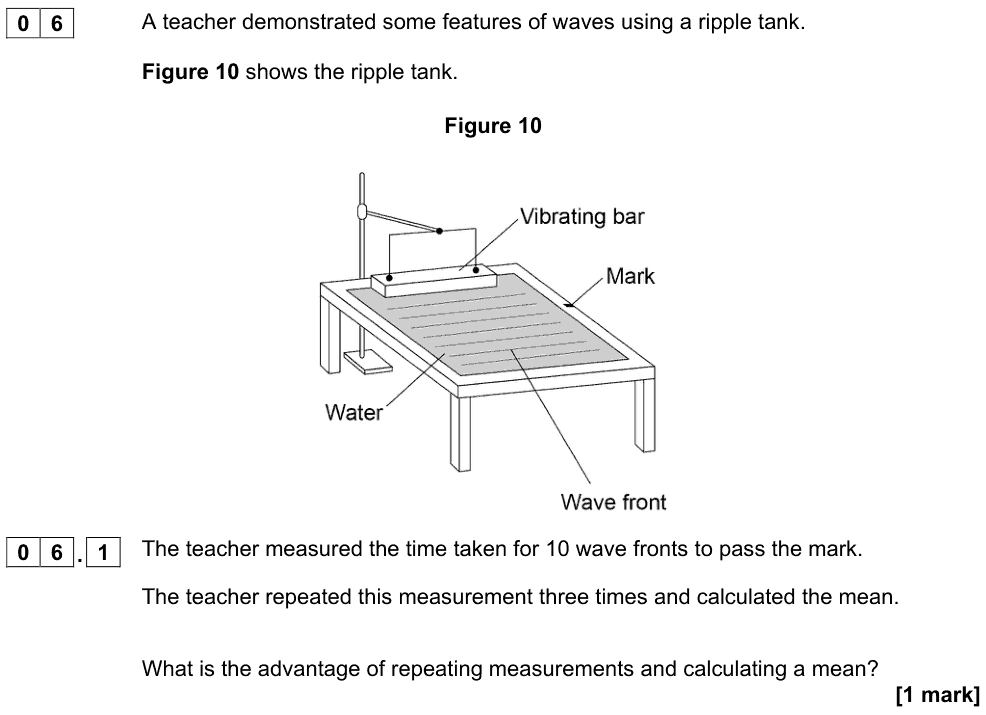 0 6 A teacher demonstrated some features of waves using a ripple tank.
Figure 10 shows the ripple tank.
Figure 10
Vibrating bar
Mark
Water
Wave front
0 6 . 1 The teacher measured the time taken for 10 wave fronts to pass the mark.
The teacher repeated this measurement three times and calculated the mean.
What is the advantage of repeating measurements and calculating a mean?
[1 mark]